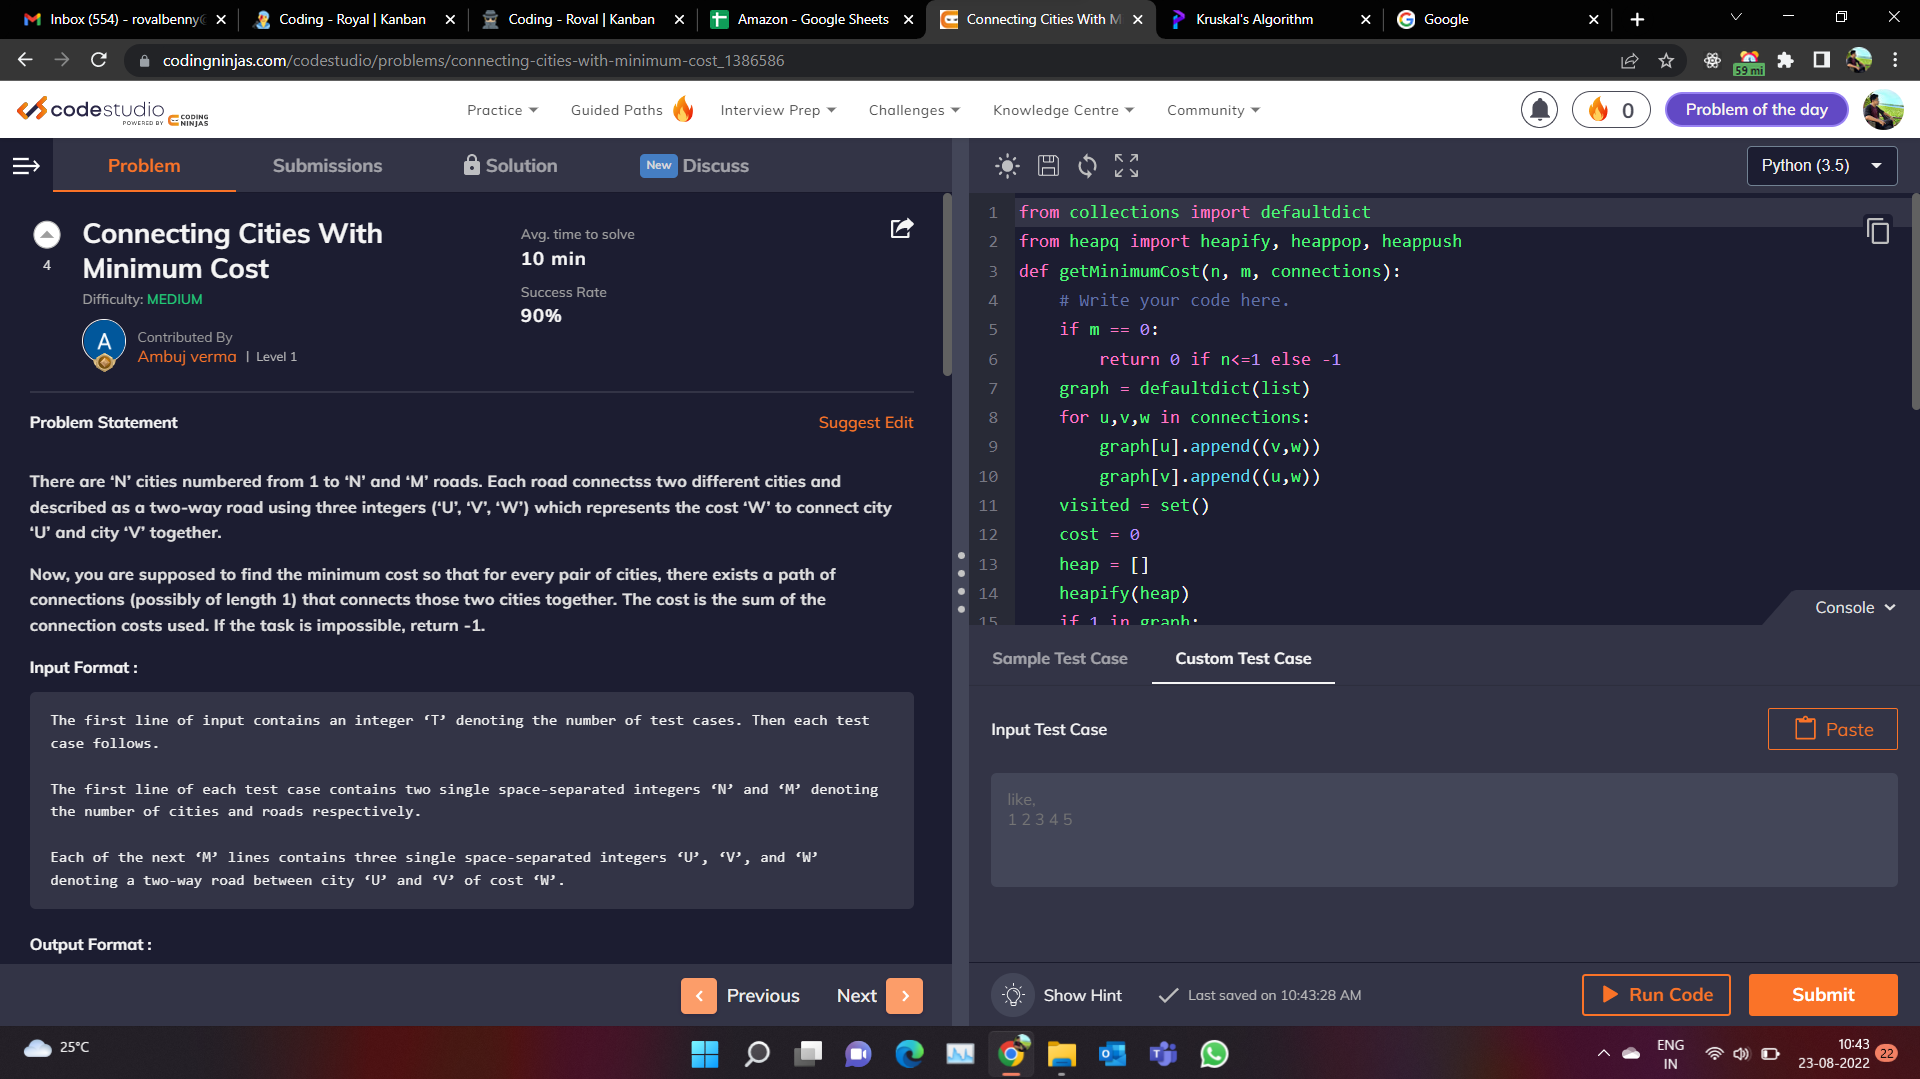 Inbox (554) - rovalbenny@
Coding - Royal | Kanban
Coding - Roval | Kanban
Amazon - Google Sheets
Connecting Cities With M
Kruskal's Algorithm
Google
codingninjas.com/codestudio/problems/connecting-cities-with-minimum-cost_1386586
59 mi
codestudio
POWERED BY CODING NINJAS
Practice
Guided Paths
Interview Prep
Challenges
Knowledge Centre
Community
0
Problem of the day
Problem
Submissions
Solution
New Discuss
Python (3.5)
4
Connecting Cities With
Minimum Cost
Difficulty: MEDIUM
A
Contributed By
Ambuj verma | Level 1
Avg. time to solve
10 min
Success Rate
90%
Problem Statement
Suggest Edit
There are ‘N’ cities numbered from 1 to ‘N’ and ‘M’ roads. Each road connectss two different cities and
described as a two-way road using three integers (‘U’, ‘V’, ‘W’) which represents the cost ‘W’ to connect city
‘U’ and city ‘V’ together.
Now, you are supposed to find the minimum cost so that for every pair of cities, there exists a path of
connections (possibly of length 1) that connects those two cities together. The cost is the sum of the
connection costs used. If the task is impossible, return -1.
Input Format :
The first line of input contains an integer ‘T’ denoting the number of test cases. Then each test
case follows.
The first line of each test case contains two single space-separated integers ‘N’ and ‘M’ denoting
the number of cities and roads respectively.
Each of the next ‘M’ lines contains three single space-separated integers ‘U’, ‘V’, and ‘W’
denoting a two-way road between city ‘U’ and ‘V’ of cost ‘W’.
Output Format :
Previous
Next
1 from collections import defaultdict
2 from heapq import heapify, heappop, heappush
3 def getMinimumCost(n, m, connections):
4     # Write your code here.
5     if m == 0:
6         return 0 if n<=1 else -1
7     graph = defaultdict(list)
8     for u,v,w in connections:
9         graph[u].append((v,w))
10         graph[v].append((u,w))
11     visited = set()
12     cost = 0
13     heap = []
14     heapify(heap)
15     if 1 in graph:
Console
Sample Test Case
Custom Test Case
Input Test Case
Paste
like,
1 2 3 4 5
Show Hint
Last saved on 10:43:28 AM
Run Code
Submit
25°C
ENG
IN
10:43
23-08-2022
22